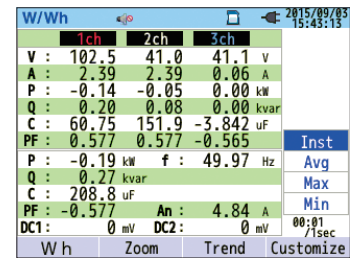 W/Wh 2015/09/03
15:43:13
1ch 2ch 3ch
V : 102.5 41.0 41.1 V
A : 2.39 2.39 0.06 A
P : -0.14 -0.05 0.00 kW
Q : 0.20 0.08 0.00 kvar
C : 60.75 151.9 -3.842 uF
PF : 0.577 0.577 -0.565
P : -0.19 kW f : 49.97 Hz
Q : 0.27 kvar
C : 208.8 uF
PF : -0.577 An : 4.84 A
DC1: 0 mV DC2: 0 mV
Inst
Avg
Max
Min
00:01
/1sec
Wh Zoom Trend Customize